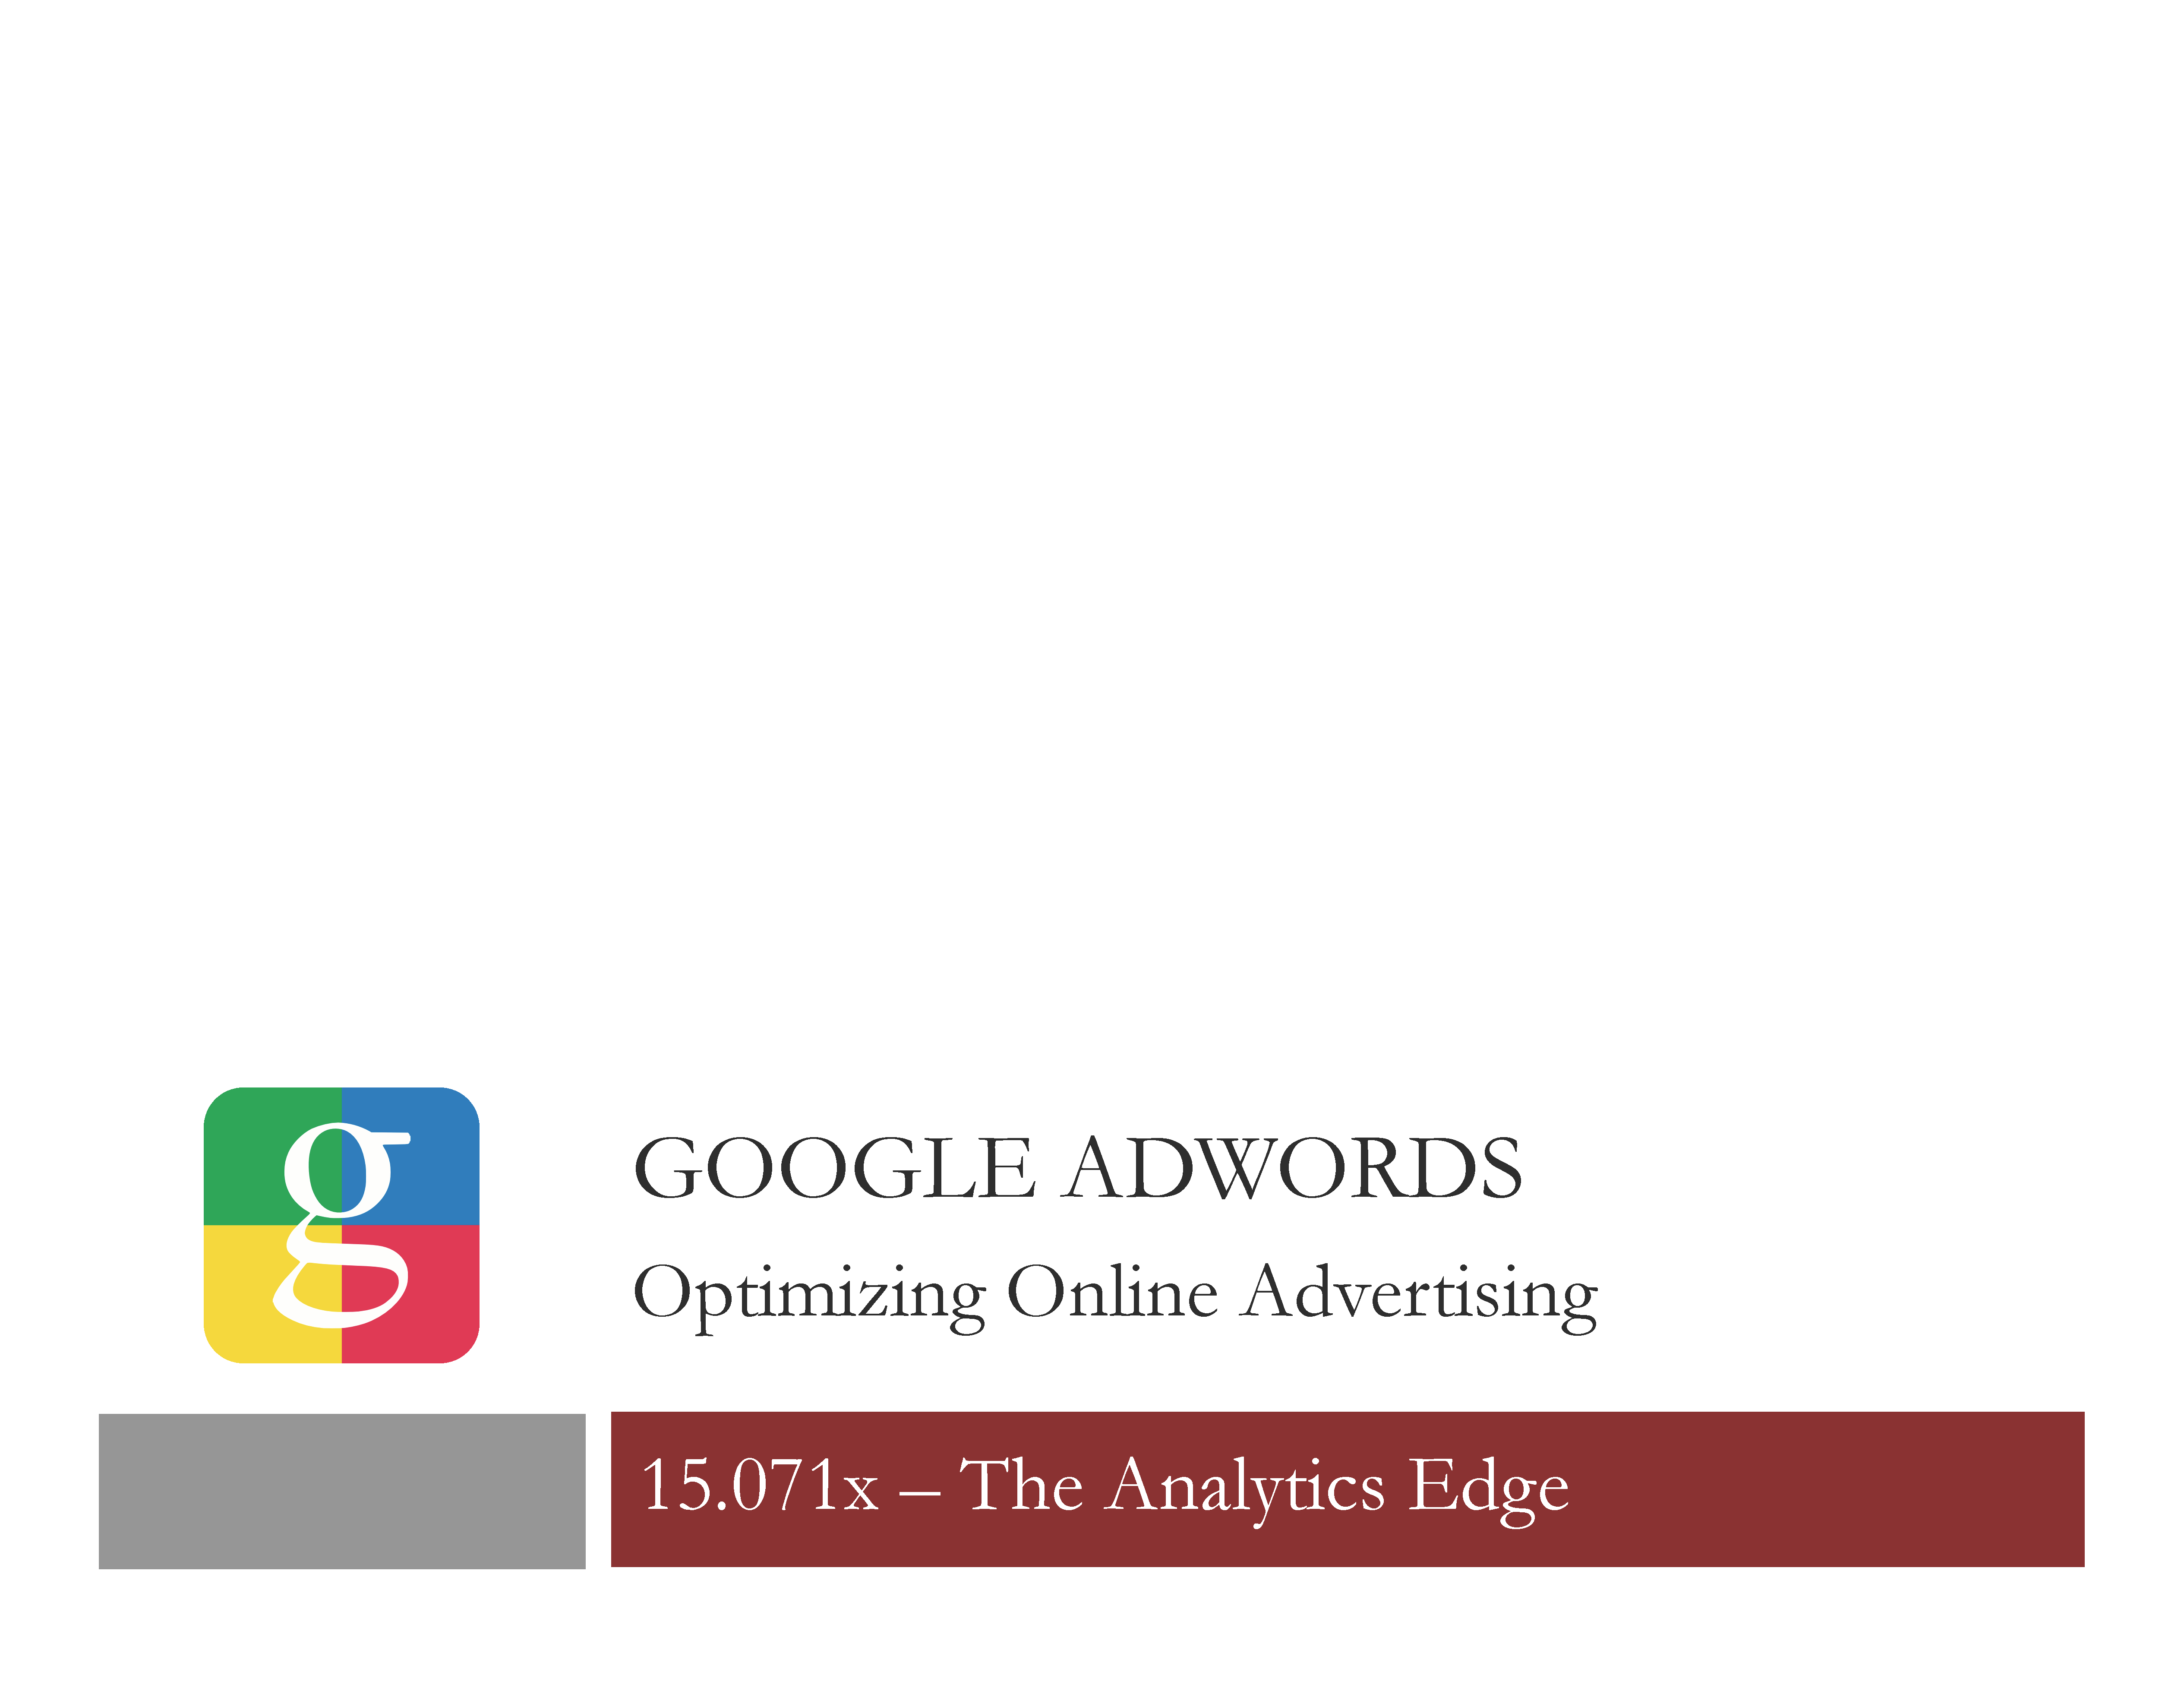 g
GOOGLE ADWORDS
Optimizing Online Advertising
15.071x – The Analytics Edge